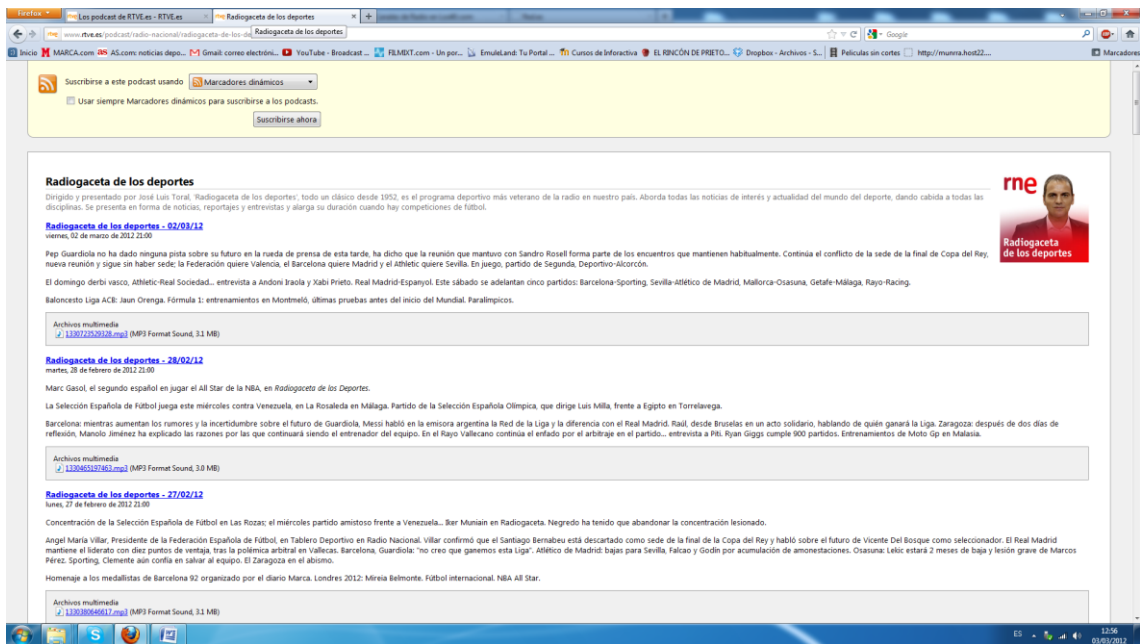 Firefox
Los podcast de RTVE.es - RTVE.es
Radiogaceta de los deportes
www.rtve.es/podcast/radio-nacional/radiogaceta-de-los-de
Radiogaceta de los deportes
Google
Inicio MARCA.com AS.com: noticias depo... Gmail: correo electróni... YouTube - Broadcast ... FILMIXT.com - Un por... EmuleLand: Tu Portal ... Cursos de Informativa EL RINCÓN DE PRIETO... Dropbox - Archivos - S... Peliculas sin cortes http://munrra.host22.... Marcadores
Suscribirse a este podcast usando Marcadores dinámicos
Usar siempre Marcadores dinámicos para suscribirse a los podcasts.
Suscribirse ahora
Radiogaceta de los deportes
Dirigido y presentado por José Luis Toral, 'Radiogaceta de los deportes', todo un clásico desde 1952, es el programa deportivo más veterano de la radio en nuestro país. Aborda todas las noticias de interés y actualidad del mundo del deporte, dando cabida a todas las
disciplinas. Se presenta en forma de noticias, reportajes y entrevistas y alarga su duración cuando hay competiciones de fútbol.
rne
Radiogaceta
de los deportes
Radiogaceta de los deportes - 02/03/12
viernes, 02 de marzo de 2012 21:00
Pep Guardiola no ha dado ninguna pista sobre su futuro en la rueda de prensa de esta tarde, ha dicho que la reunión que mantuvo con Sandro Rosell forma parte de los encuentros que mantienen habitualmente. Continúa el conflicto de la sede de la final de Copa del Rey,
nueva reunión y sigue sin haber sede; la Federación quiere Valencia, el Barcelona quiere Madrid y el Athletic quiere Sevilla. En juego, partido de Segunda, Deportivo-Alcorcón.
El domingo derbi vasco, Athletic-Real Sociedad... entrevista a Andoni Iraola y Xabi Prieto. Real Madrid-Espanyol. Este sábado se adelantan cinco partidos: Barcelona-Sporting, Sevilla-Atlético de Madrid, Mallorca-Osasuna, Getafe-Málaga, Rayo-Racing.
Baloncesto Liga ACB: Jaun Orenga. Fórmula 1: entrenamientos en Montmeló, últimas pruebas antes del inicio del Mundial. Paralímpicos.
Archivos multimedia
1330723529328.mp3 (MP3 Format Sound, 3.1 MB)
Radiogaceta de los deportes - 28/02/12
martes, 28 de febrero de 2012 21:00
Marc Gasol, el segundo español en jugar el All Star de la NBA, en Radiogaceta de los Deportes.
La Selección Española de Fútbol juega este miércoles contra Venezuela, en La Rosaleda en Málaga. Partido de la Selección Española Olímpica, que dirige Luis Milla, frente a Egipto en Torrelavega.
Barcelona: mientras aumentan los rumores y la incertidumbre sobre el futuro de Guardiola, Messi habló en la emisora argentina la Red de la Liga y la diferencia con el Real Madrid. Raúl, desde Bruselas en un acto solidario, hablando de quién ganará la Liga. Zaragoza: después de dos días de
reflexión, Manolo Jiménez ha explicado las razones por las que continuará siendo el entrenador del equipo. En el Rayo Vallecano continúa el enfado por el arbitraje en el partido... entrevista a Piti. Ryan Giggs cumple 900 partidos. Entrenamientos de Moto Gp en Malasia.
Archivos multimedia
1330465197463.mp3 (MP3 Format Sound, 3.0 MB)
Radiogaceta de los deportes - 27/02/12
lunes, 27 de febrero de 2012 21:00
Concentración de la Selección Española de Fútbol en Las Rozas; el miércoles partido amistoso frente a Venezuela... Iker Muniain en Radiogaceta. Negredo ha tenido que abandonar la concentración lesionado.
Angel María Villar, Presidente de la Federación Española de Fútbol, en Tablero Deportivo en Radio Nacional. Villar confirmó que el Santiago Bernabeu está descartado como sede de la final de la Copa del Rey y habló sobre el futuro de Vicente Del Bosque como seleccionador. El Real Madrid
mantiene el liderato con diez puntos de ventaja, tras la polémica arbitral en Vallecas. Barcelona, Guardiola: "no creo que ganemos esta Liga". Atlético de Madrid: bajas para Sevilla, Falcao y Godín por acumulación de amonestaciones. Osasuna: Lekic estará 2 meses de baja y lesión grave de Marcos
Pérez. Sporting, Clemente aún confía en salvar al equipo. El Zaragoza en el abismo.
Homenaje a los medallistas de Barcelona 92 organizado por el diario Marca. Londres 2012: Mireia Belmonte. Fútbol internacional. NBA All Star.
Archivos multimedia
1330380646617.mp3 (MP3 Format Sound, 3.1 MB)
ES
12:56
03/03/2012